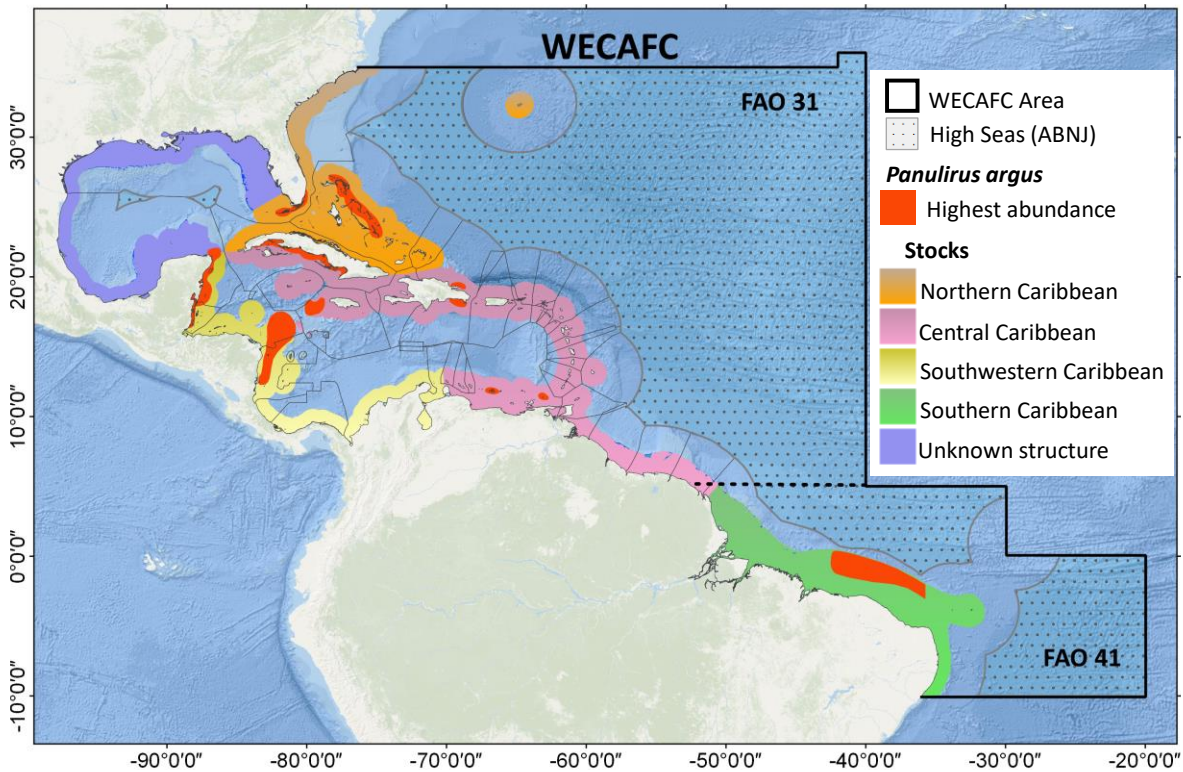 WECAFC
FAO 31
WECAFC Area
High Seas (ABNJ)
Panulirus argus
Highest abundance
Stocks
Northern Caribbean
Central Caribbean
Southwestern Caribbean
Southern Caribbean
Unknown structure
FAO 41
30°0'0"
20°0'0"
10°0'0"
0°0'0"
-10°0'0"
-90°0'0"
-80°0'0"
-70°0'0"
-60°0'0"
-50°0'0"
-40°0'0"
-30°0'0"
-20°0'0"